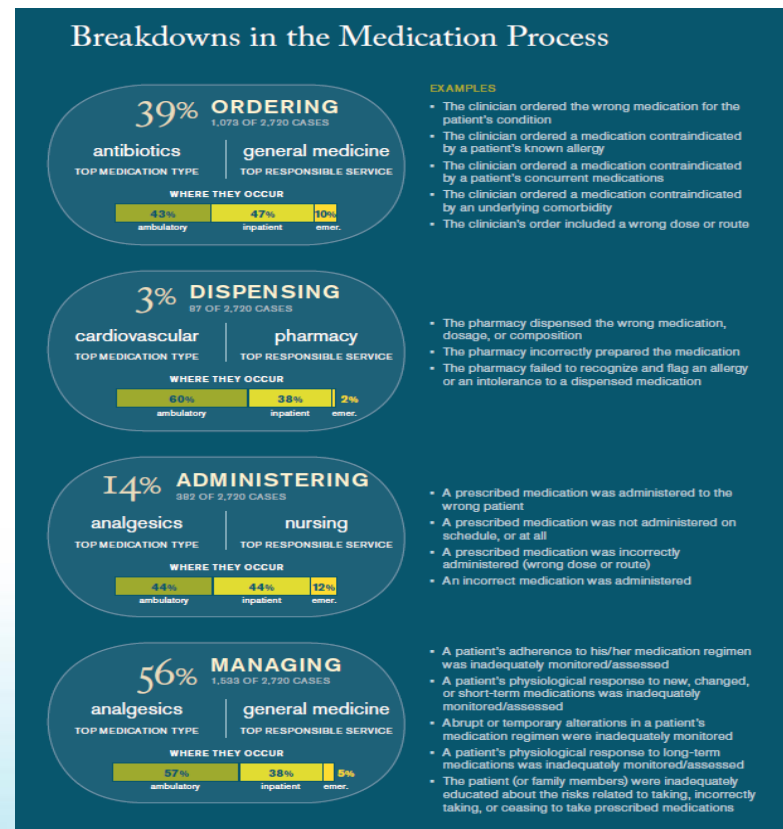 Breakdowns in the Medication Process
39% ORDERING
1,073 OF 2,720 CASES
antibiotics
TOP MEDICATION TYPE
general medicine
TOP RESPONSIBLE SERVICE
WHERE THEY OCCUR
43% 47% 10%
ambulatory inpatient emer.
EXAMPLES
• The clinician ordered the wrong medication for the
patient's condition
• The clinician ordered a medication contraindicated
by a patient's known allergy
• The clinician ordered a medication contraindicated
by a patient's concurrent medications
• The clinician ordered a medication contraindicated
by an underlying comorbidity
• The clinician's order included a wrong dose or route
3% DISPENSING
87 OF 2,720 CASES
cardiovascular
TOP MEDICATION TYPE
pharmacy
TOP RESPONSIBLE SERVICE
WHERE THEY OCCUR
60% 38% 2%
ambulatory inpatient emer.
• The pharmacy dispensed the wrong medication,
dosage, or composition
• The pharmacy incorrectly prepared the medication
• The pharmacy failed to recognize and flag an allergy
or an intolerance to a dispensed medication
14% ADMINISTERING
382 OF 2,720 CASES
analgesics
TOP MEDICATION TYPE
nursing
TOP RESPONSIBLE SERVICE
WHERE THEY OCCUR
44% 44% 12%
ambulatory inpatient emer.
• A prescribed medication was administered to the
wrong patient
• A prescribed medication was not administered on
schedule, or at all
• A prescribed medication was incorrectly
administered (wrong dose or route)
• An incorrect medication was administered
56% MANAGING
1,533 OF 2,720 CASES
analgesics
TOP MEDICATION TYPE
general medicine
TOP RESPONSIBLE SERVICE
WHERE THEY OCCUR
57% 38% 5%
ambulatory inpatient emer.
• A patient's adherence to his/her medication regimen
was inadequately monitored/assessed
• A patient's physiological response to new, changed,
or short-term medications was inadequately
monitored/assessed
• Abrupt or temporary alterations in a patient's
medication regimen were inadequately monitored
• A patient's physiological response to long-term
medications was inadequately monitored/assessed
• The patient (or family members) were inadequately
educated about the risks related to taking, incorrectly
taking, or ceasing to take prescribed medications